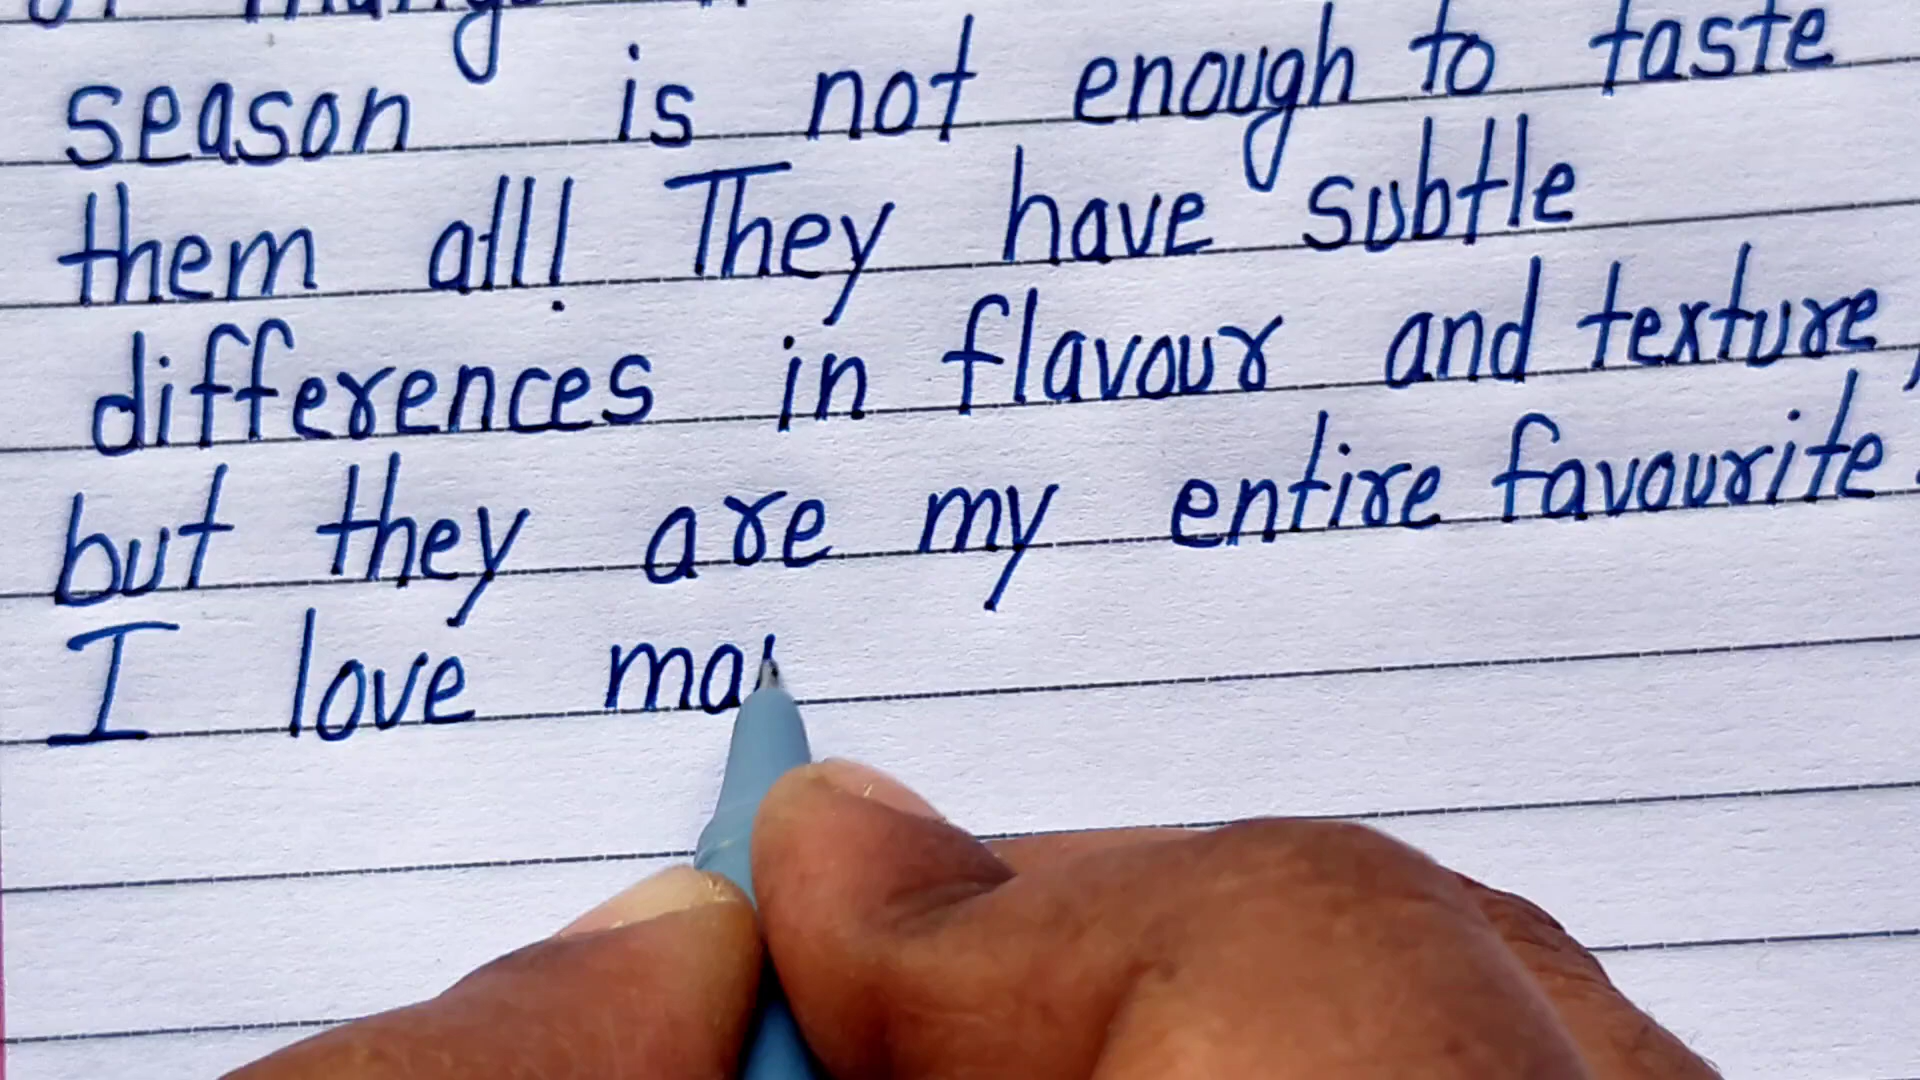 season is not enough to taste
them all! They have subtle
differences in flavour and texture,
but they are my entire favourite.
I love ma